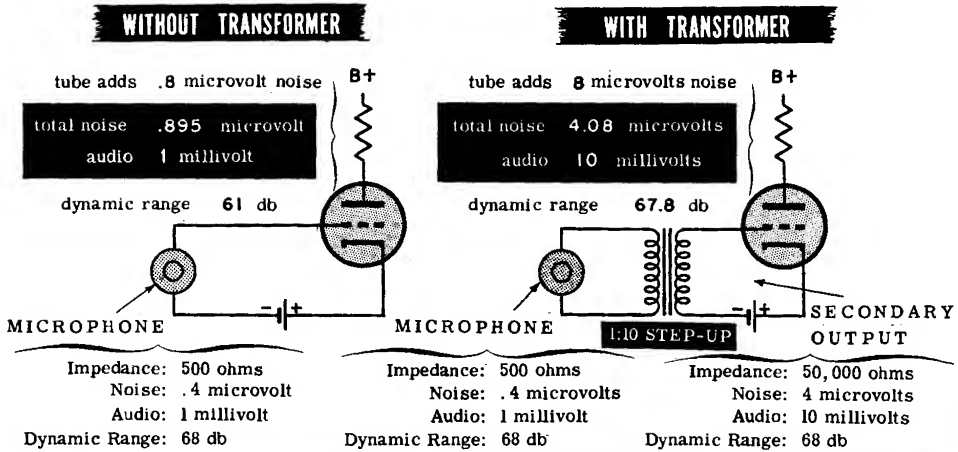 WITHOUT TRANSFORMER
tube adds .8 microvolt noise
B+
total noise .895 microvolt
audio 1 millivolt
dynamic range 61 db
- +
MICROPHONE
Impedance: 500 ohms
Noise: .4 microvolt
Audio: 1 millivolt
Dynamic Range: 68 db
WITH TRANSFORMER
tube adds 8 microvolts noise
B+
total noise 4.08 microvolts
audio 10 millivolts
dynamic range 67.8 db
- +
MICROPHONE
1:10 STEP-UP
SECONDARY
OUTPUT
Impedance: 500 ohms
Noise: .4 microvolts
Audio: 1 millivolt
Dynamic Range: 68 db
Impedance: 50,000 ohms
Noise: 4 microvolts
Audio: 10 millivolts
Dynamic Range: 68 db